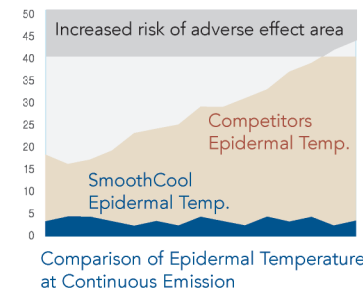 50
Increased risk of adverse effect area
45
40
35
30
Competitors
25
Epidermal Temp.
20
15
SmoothCool
10
Epidermal Temp.
5
0
Comparison of Epidermal Temperature
at Continuous Emission